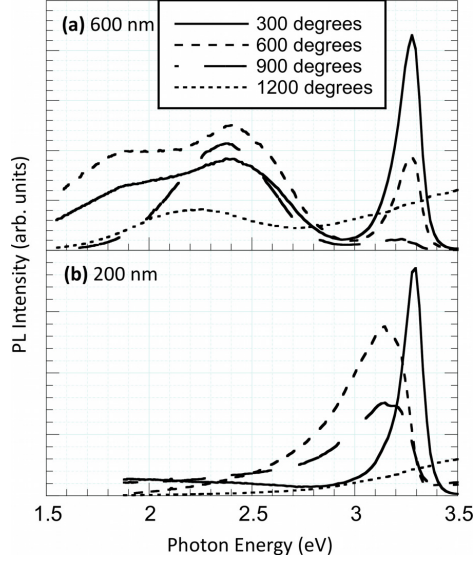 (a) 600 nm
300 degrees
600 degrees
900 degrees
1200 degrees
PL Intensity (arb. units)
(b) 200 nm
1.5 2 2.5 3 3.5
Photon Energy (eV)